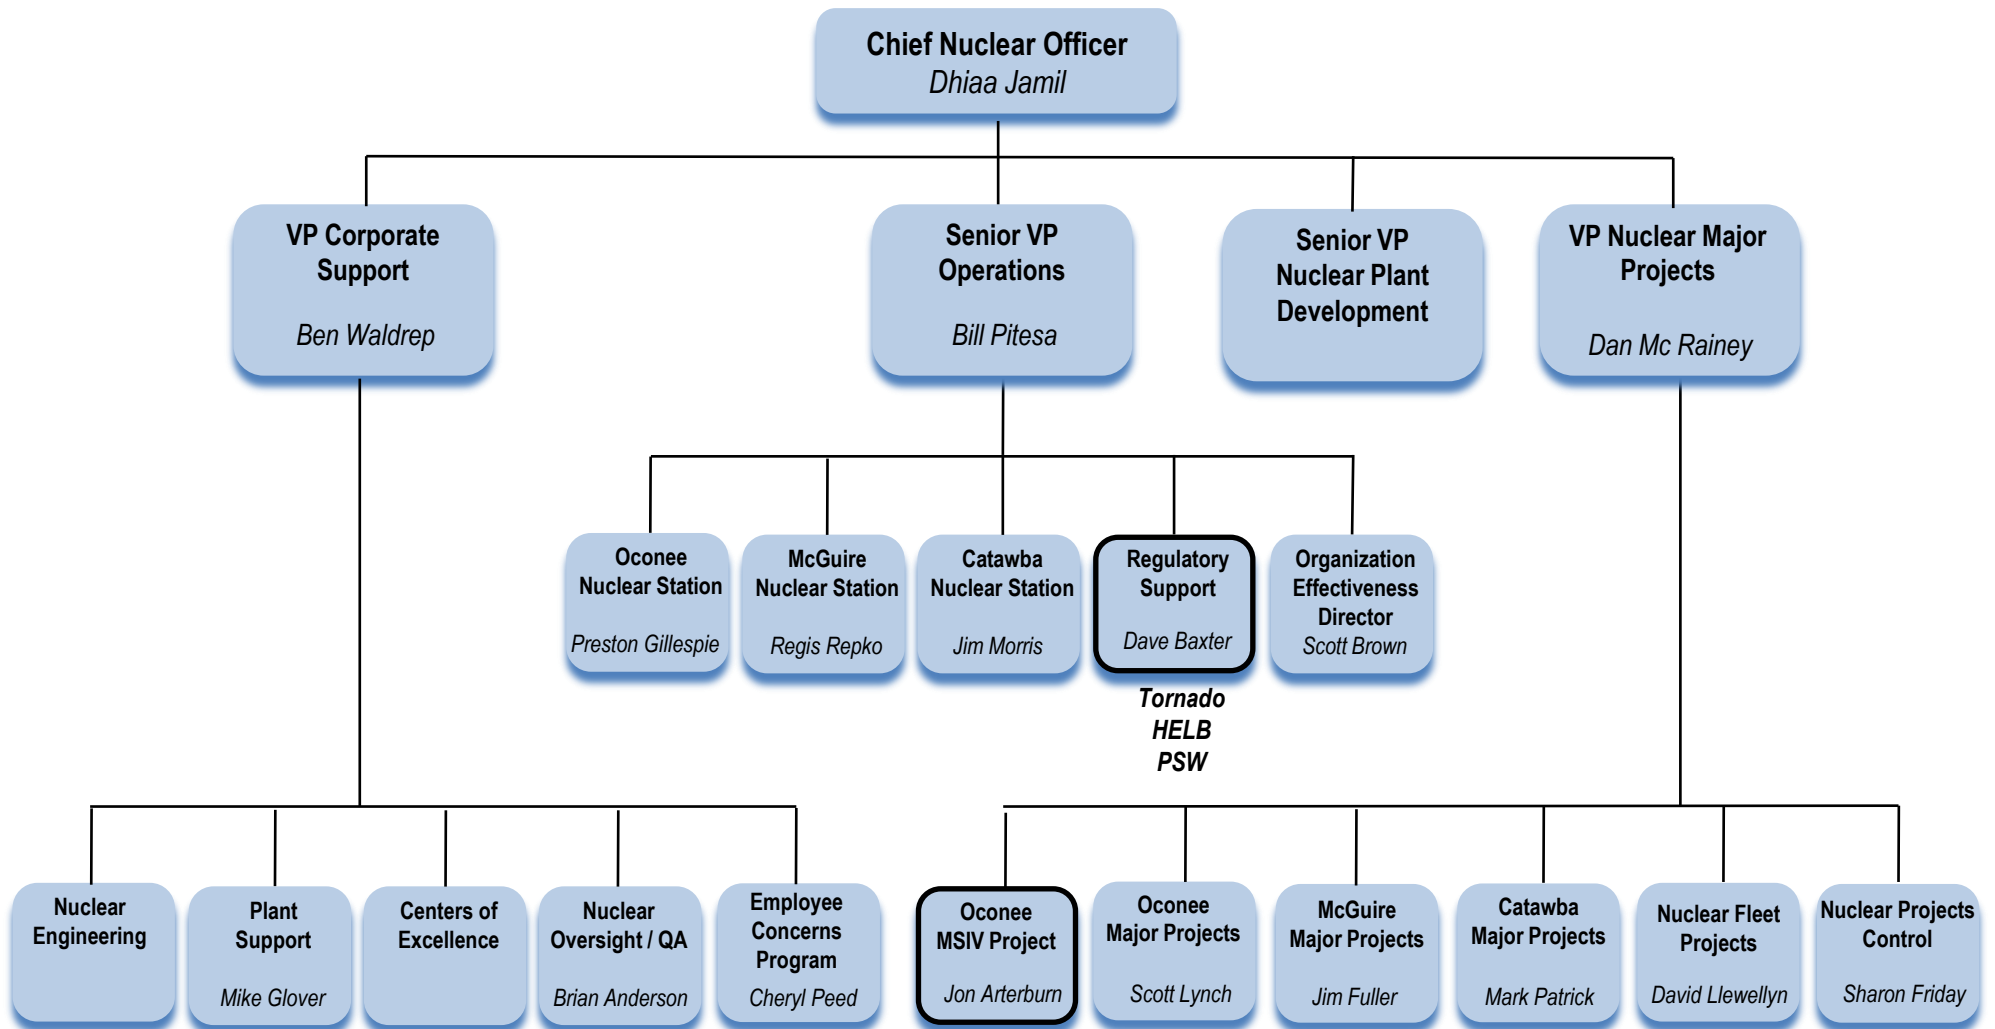 Chief Nuclear Officer
Dhiaa Jamil
VP Corporate
Support
Ben Waldrep
Senior VP
Operations
Bill Pitesa
Senior VP
Nuclear Plant
Development
VP Nuclear Major
Projects
Dan Mc Rainey
Oconee
Nuclear Station
Preston Gillespie
McGuire
Nuclear Station
Regis Repko
Catawba
Nuclear Station
Jim Morris
Regulatory
Support
Dave Baxter
Organization
Effectiveness
Director
Scott Brown
Tornado
HELB
PSW
Nuclear
Engineering
Plant
Support
Mike Glover
Centers of
Excellence
Nuclear
Oversight / QA
Brian Anderson
Employee
Concerns
Program
Cheryl Peed
Oconee
MSIV Project
Jon Arterburn
Oconee
Major Projects
Scott Lynch
McGuire
Major Projects
Jim Fuller
Catawba
Major Projects
Mark Patrick
Nuclear Fleet
Projects
David Llewellyn
Nuclear Projects
Control
Sharon Friday